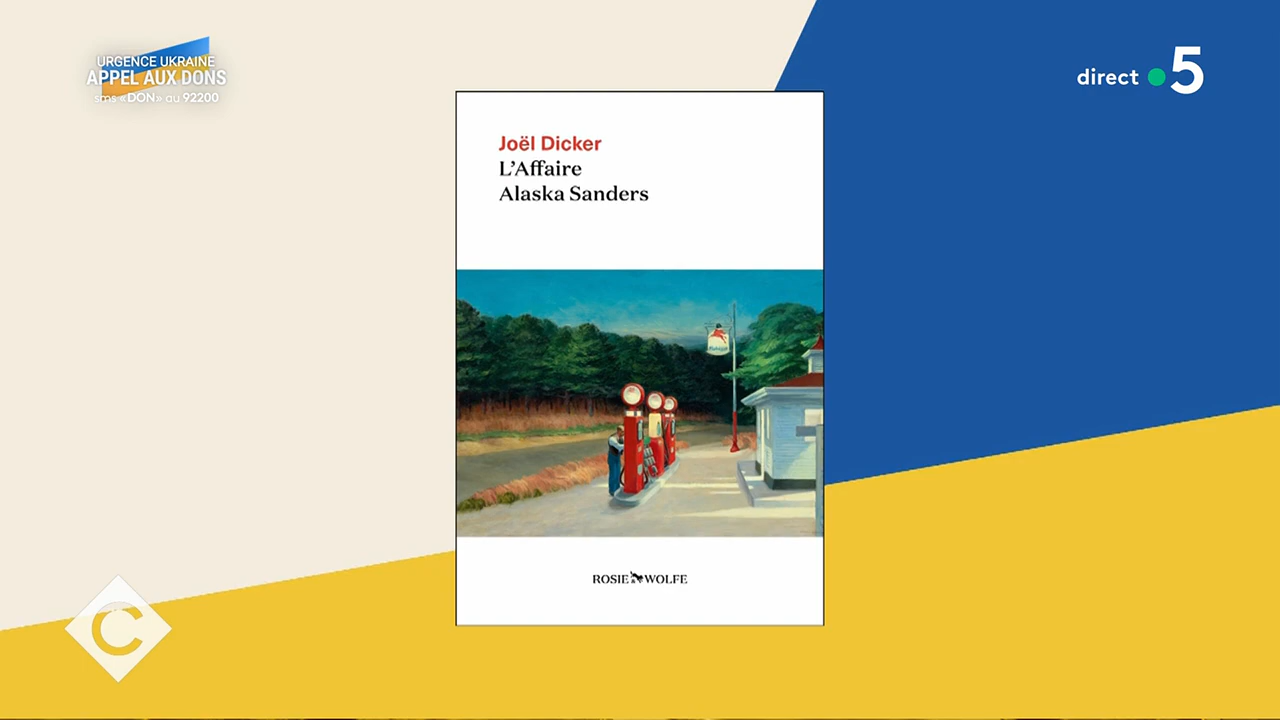 URGENCE UKRAINE
APPEL AUX DONS
sms «DON» au 92200
direct 5
Joël Dicker
L'Affaire
Alaska Sanders
ROSIE WOLFE
C